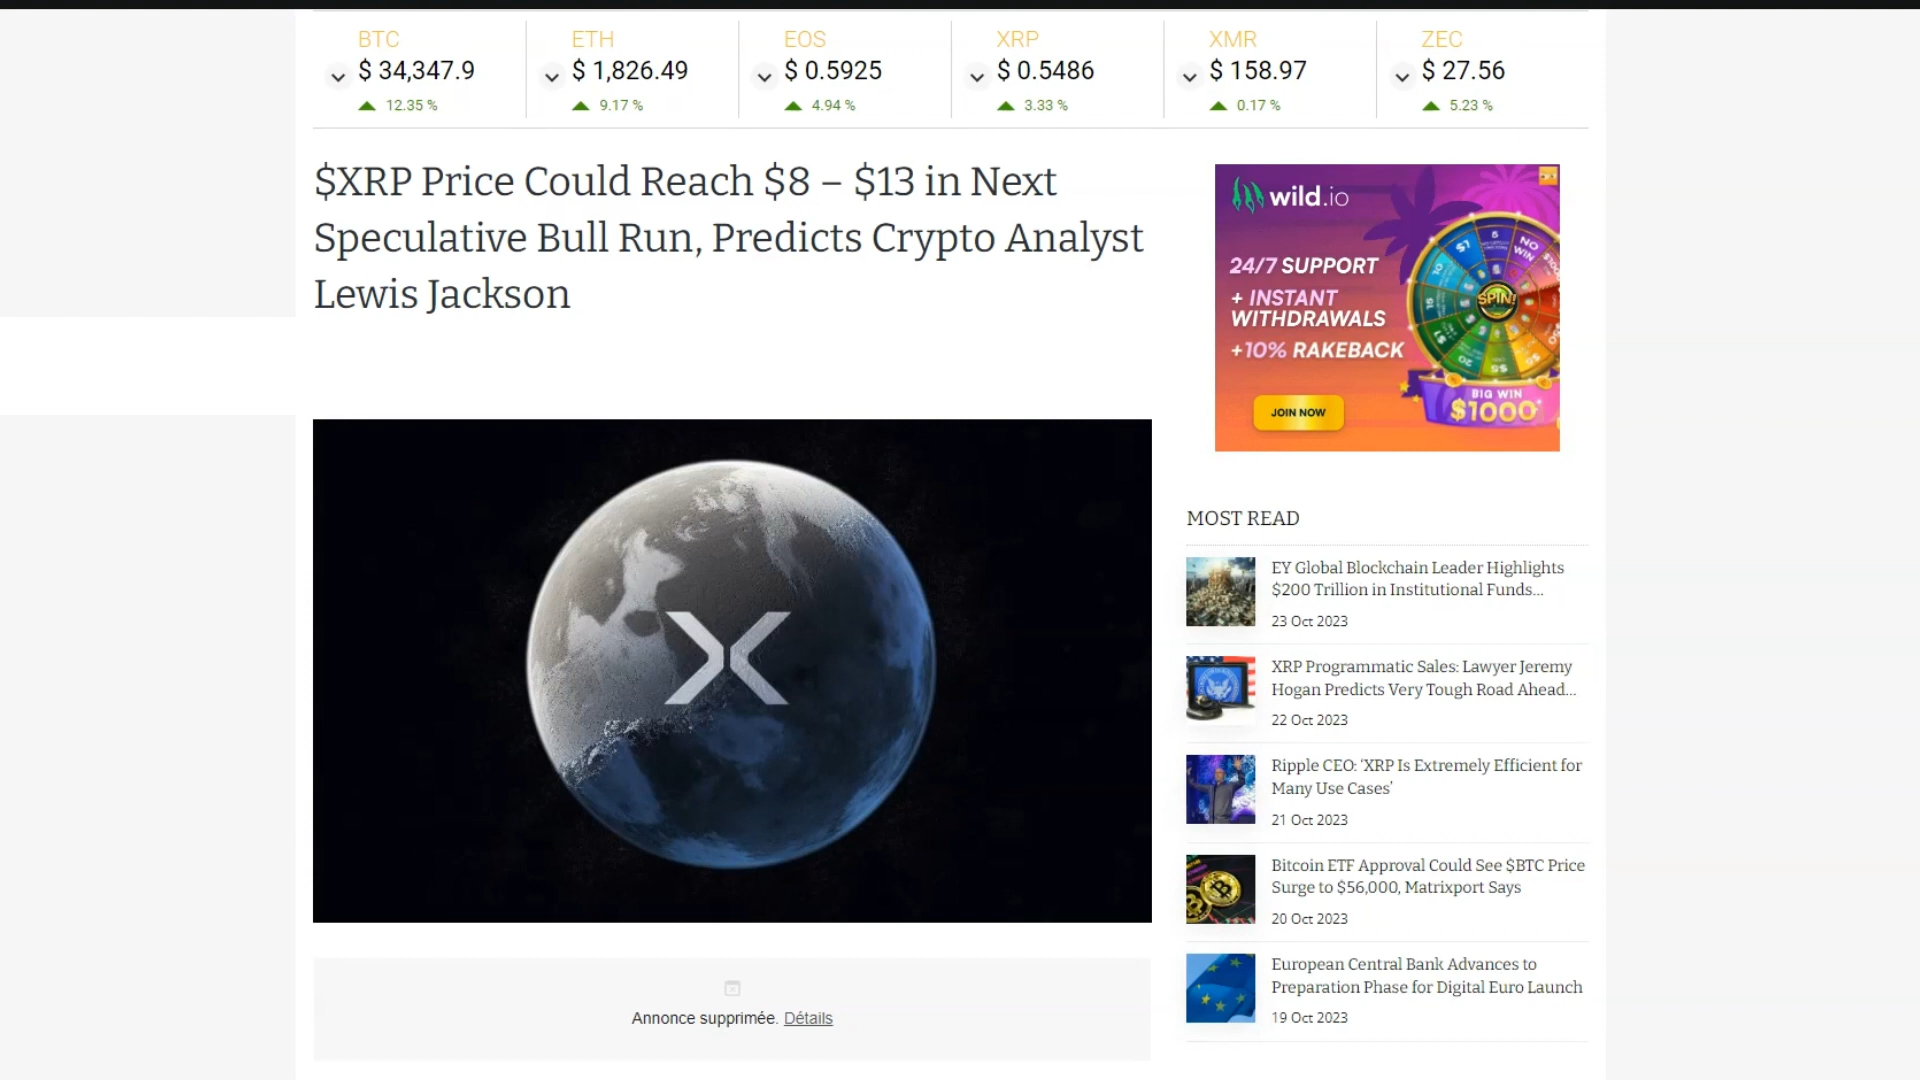 BTC
$ 34,347.9
12.35 %
ETH
$ 1,826.49
9.17 %
EOS
$ 0.5925
4.94 %
XRP
$ 0.5486
3.33 %
XMR
$ 158.97
0.17 %
ZEC
$ 27.56
5.23 %
$XRP Price Could Reach $8 – $13 in Next
Speculative Bull Run, Predicts Crypto Analyst
Lewis Jackson
wild.io
24/7 SUPPORT
+ INSTANT
WITHDRAWALS
+10% RAKEBACK
JOIN NOW
$1
5
NO
WIN
10
15
20
SPIN!
BIG WIN
$1000
MOST READ
EY Global Blockchain Leader Highlights
$200 Trillion in Institutional Funds...
23 Oct 2023
XRP Programmatic Sales: Lawyer Jeremy
Hogan Predicts Very Tough Road Ahead...
22 Oct 2023
Ripple CEO: ‘XRP Is Extremely Efficient for
Many Use Cases’
21 Oct 2023
Bitcoin ETF Approval Could See $BTC Price
Surge to $56,000, Matrixport Says
20 Oct 2023
European Central Bank Advances to
Preparation Phase for Digital Euro Launch
19 Oct 2023
Annonce supprimée. Détails